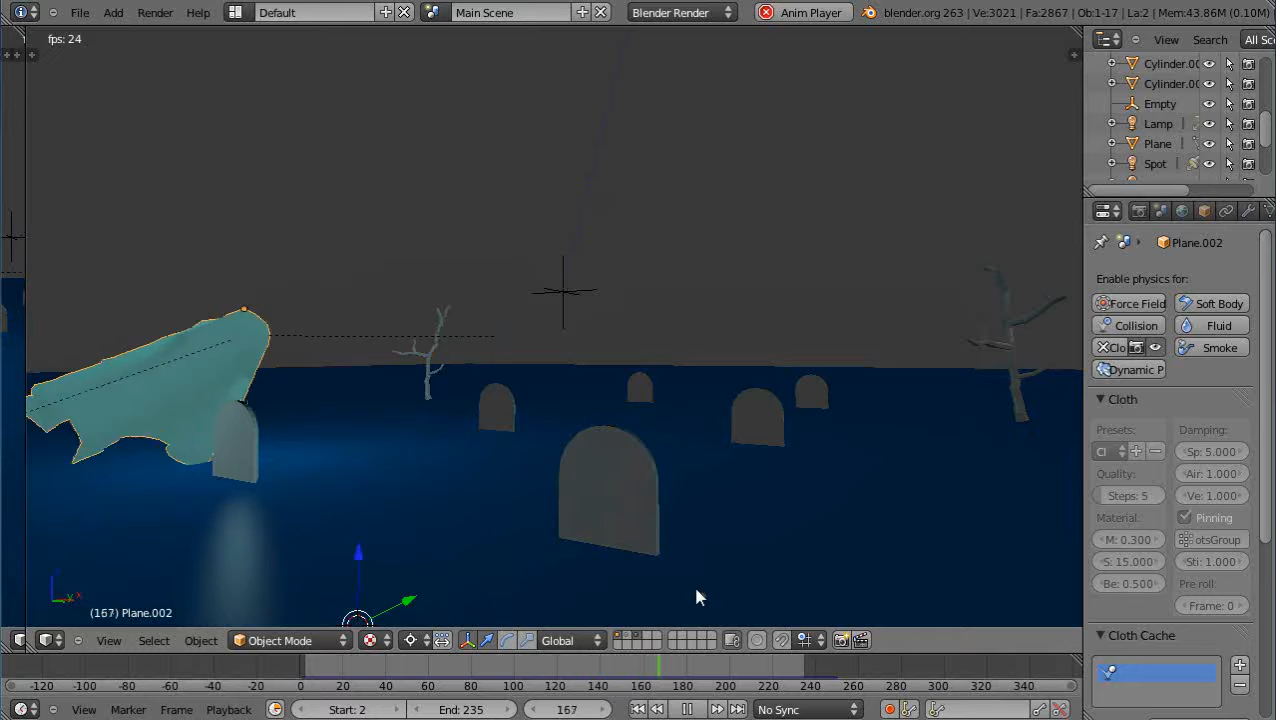 File Add Render Help Default Main Scene Blender Render Anim Player blender.org 263 | Ve:3021 | Fa:2867 | Ob:1-17 | La:2 | Mem:43.86M (0.10M)
fps: 24
View Search All Sc
Cylinder.00
Cylinder.00
Empty
Lamp
Plane
Spot
Plane.002
Enable physics for:
Force Field Soft Body
Collision Fluid
Clo Smoke
Dynamic P
Cloth
Presets: Damping:
Cl Sp: 5.000
Quality: Air: 1.000
Steps: 5 Ve: 1.000
Material: Pinning
M: 0.300 otsGroup
S: 15.000 Sti: 1.000
Be: 0.500 Pre roll:
Frame: 0
Cloth Cache
(167) Plane.002
View Select Object Object Mode Global
-120 -100 -80 -60 -40 -20 0 20 40 60 80 100 120 140 160 180 200 220 240 260 280 300 320 340
View Marker Frame Playback Start: 2 End: 235 167 No Sync